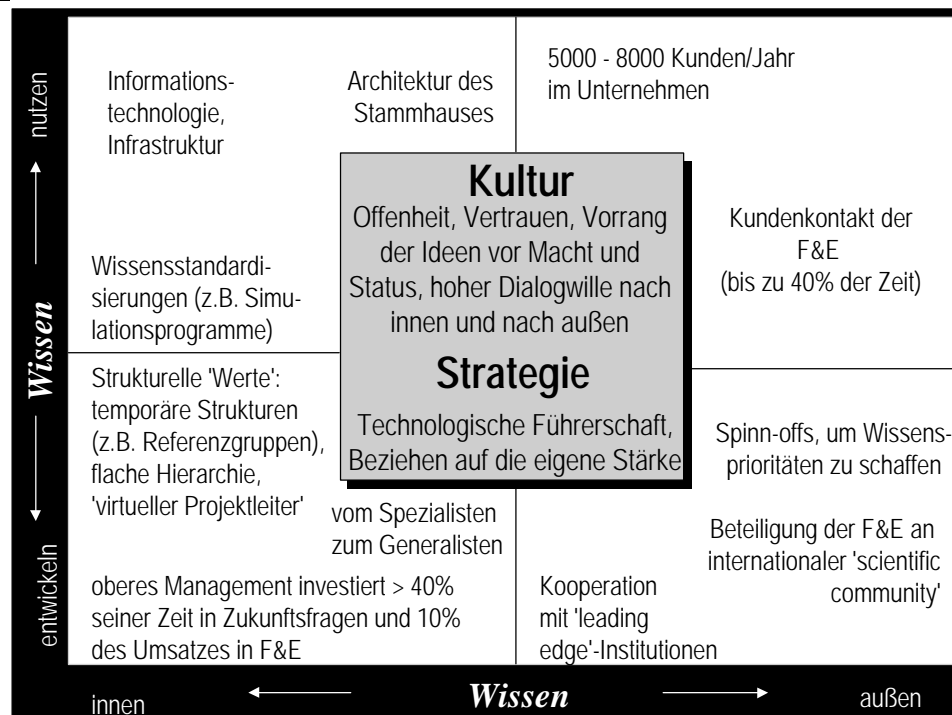 nutzen
Wissen
entwickeln
Informations-
technologie,
Infrastruktur
Architektur des
Stammhauses
5000 - 8000 Kunden/Jahr
im Unternehmen
Wissensstandardi-
sierungen (z.B. Simu-
lationsprogramme)
Kultur
Offenheit, Vertrauen, Vorrang
der Ideen vor Macht und
Status, hoher Dialogwille nach
innen und nach außen
Strategie
Technologische Führerschaft,
Beziehen auf die eigene Stärke
Kundenkontakt der
F&E
(bis zu 40% der Zeit)
Strukturelle 'Werte':
temporäre Strukturen
(z.B. Referenzgruppen),
flache Hierarchie,
'virtueller Projektleiter'
vom Spezialisten
zum Generalisten
oberes Management investiert > 40%
seiner Zeit in Zukunftsfragen und 10%
des Umsatzes in F&E
Spinn-offs, um Wissens-
prioritäten zu schaffen
Beteiligung der F&E an
internationaler 'scientific
community'
Kooperation
mit 'leading
edge'-Institutionen
innen
Wissen
außen